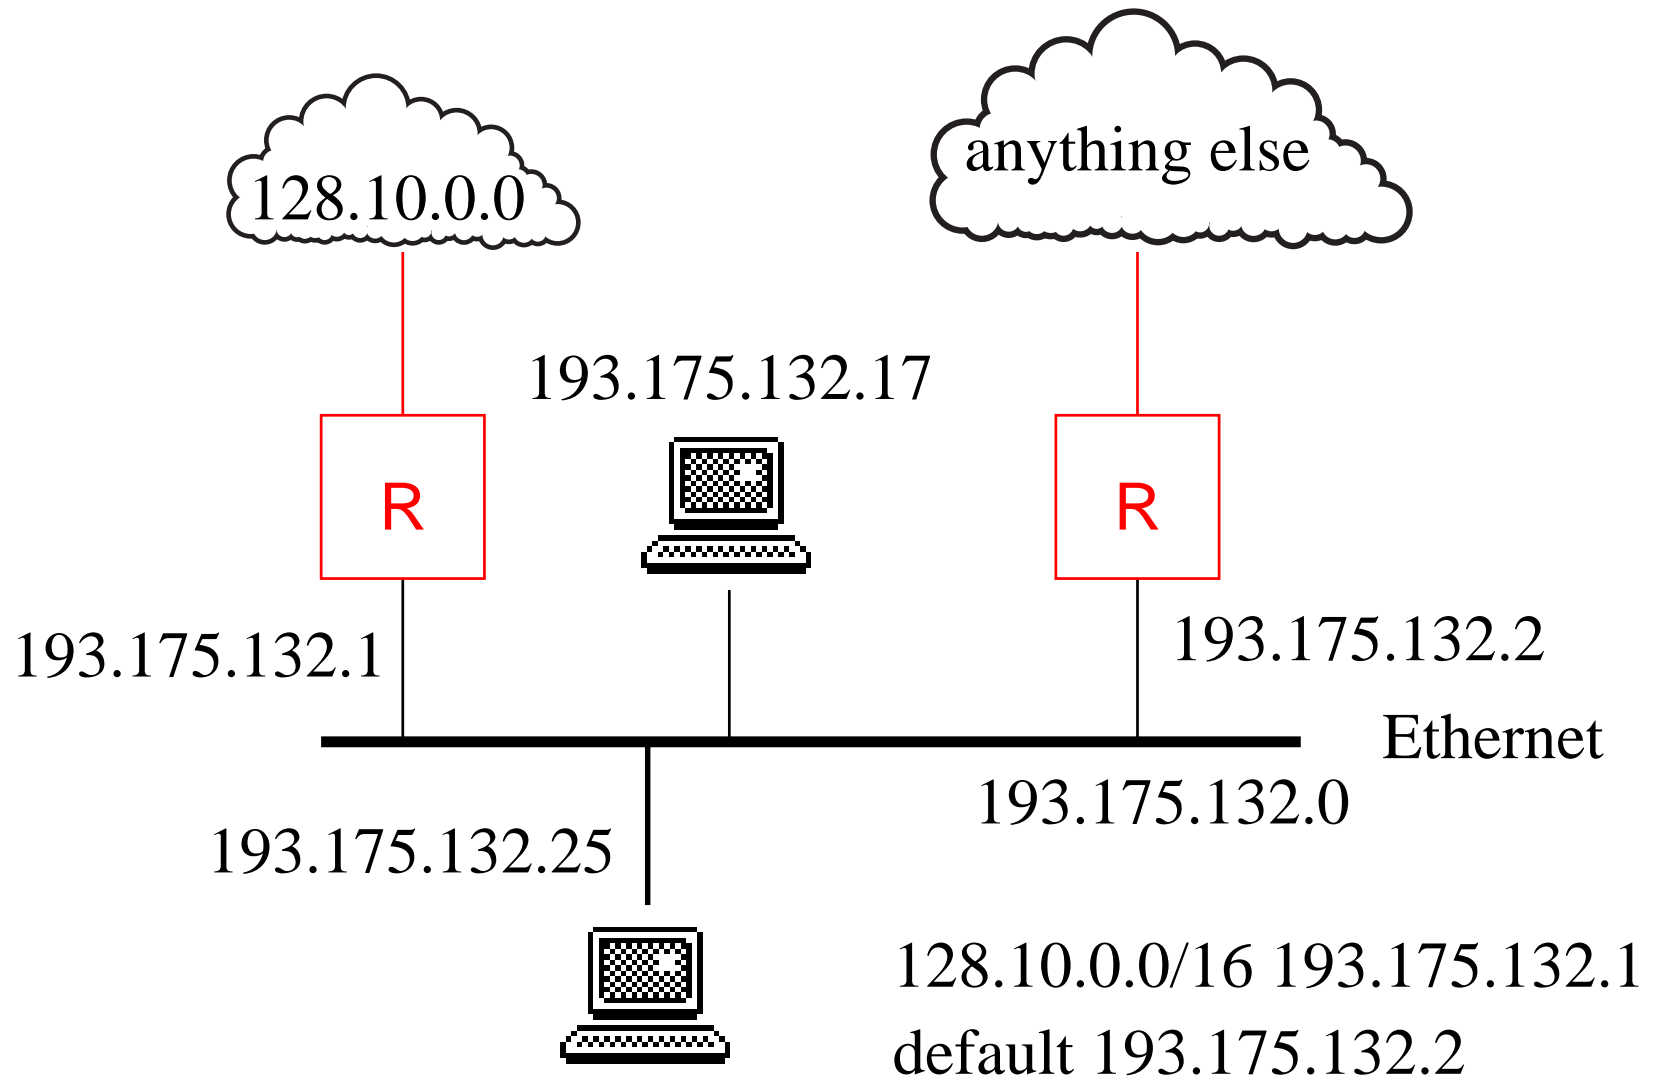 anything else
128.10.0.0
193.175.132.17
R
R
193.175.132.1
193.175.132.2
Ethernet
193.175.132.0
193.175.132.25
128.10.0.0/16 193.175.132.1
default 193.175.132.2